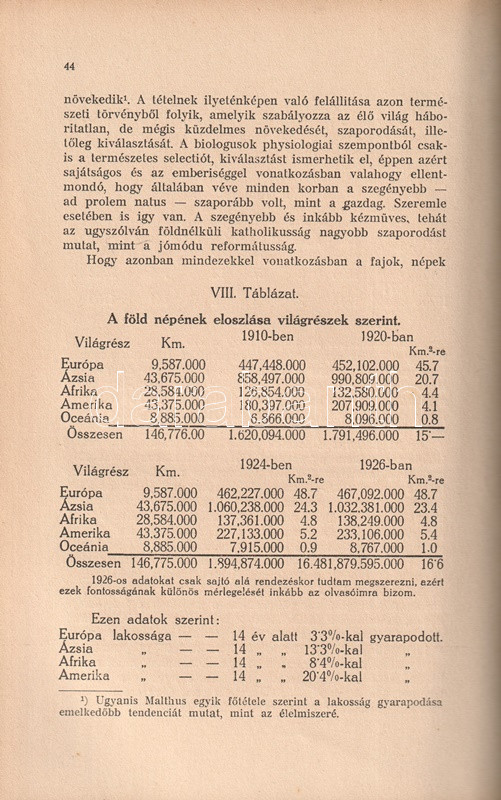 44
növekedik¹. A tételnek ilyeténképen való felállitása azon termé-
szeti törvényből folyik, amelyik szabályozza az élő világ hábo-
ritatlan, de mégis küzdelmes növekedését, szaporodását, ille-
tőleg kiválasztását. A biologusok physiologiai szempontból csak-
is a természetes selectiót, kiválasztást ismerhetik el, éppen azért
sajátságos és az emberiséggel vonatkozásban valahogy ellent-
mondó, hogy általában véve minden korban a szegényebb —
ad prolem natus — szaporább volt, mint a gazdag. Szeremle
esetében is igy van. A szegényebb és inkább kézmüves, tehát
az ugyszólván földnélküli katholikusság nagyobb szaporodást
mutat, mint a jómódu reformátusság.
Hogy azonban mindezekkel vonatkozásban a fajok, népek
VIII. Táblázat.
A föld népének eloszlása világrészek szerint.
Világrész Km. 1910-ben 1920-ban
Km.²-re
Európa 9,587.000 447,448.000 452,102.000 45.7
Ázsia 43,675.000 858,497.000 990,809.000 20.7
Afrika 28,584.000 126,854.000 132,580.000 4.4
Amerika 43,375.000 180,397.000 207,909.000 4.1
Oceánia 8,885.000 8,666.000 8,096.000 0.8
Összesen 146,776.00 1.620,094.000 1.791,496.000 15·—
Világrész Km. 1924-ben 1926-ban
Km.²-re Km.²-re
Európa 9,587.000 462,227.000 48.7 467,092.000 48.7
Ázsia 43,675.000 1.060,238.000 24.3 1.032,381.000 23.4
Afrika 28,584.000 137,361.000 4.8 138.249.000 4.8
Amerika 43.375.000 227,133.000 5.2 233,106.000 5.4
Oceánia 8,885.000 7,915.000 0.9 8.767.000 1.0
Összesen 146,775.000 1.894,874.000 16.48 1,879.595.000 16·6
1926-os adatokat csak sajtó alá rendezéskor tudtam megszerezni, azért
ezek fontosságának különös mérlegelését inkább az olvasóimra bizom.
Ezen adatok szerint:
Európa lakossága — — 14 év alatt 3·3%-kal gyarapodott.
Ázsia „ — — 14 „ „ 13·3%-kal „
Afrika „ — — 14 „ „ 8·4%-kal „
Amerika „ — — 14 „ „ 20·4%-kal „
¹) Ugyanis Malthus egyik főtétele szerint a lakosság gyarapodása
emelkedőbb tendenciát mutat, mint az élelmiszeré.
darabanth.com